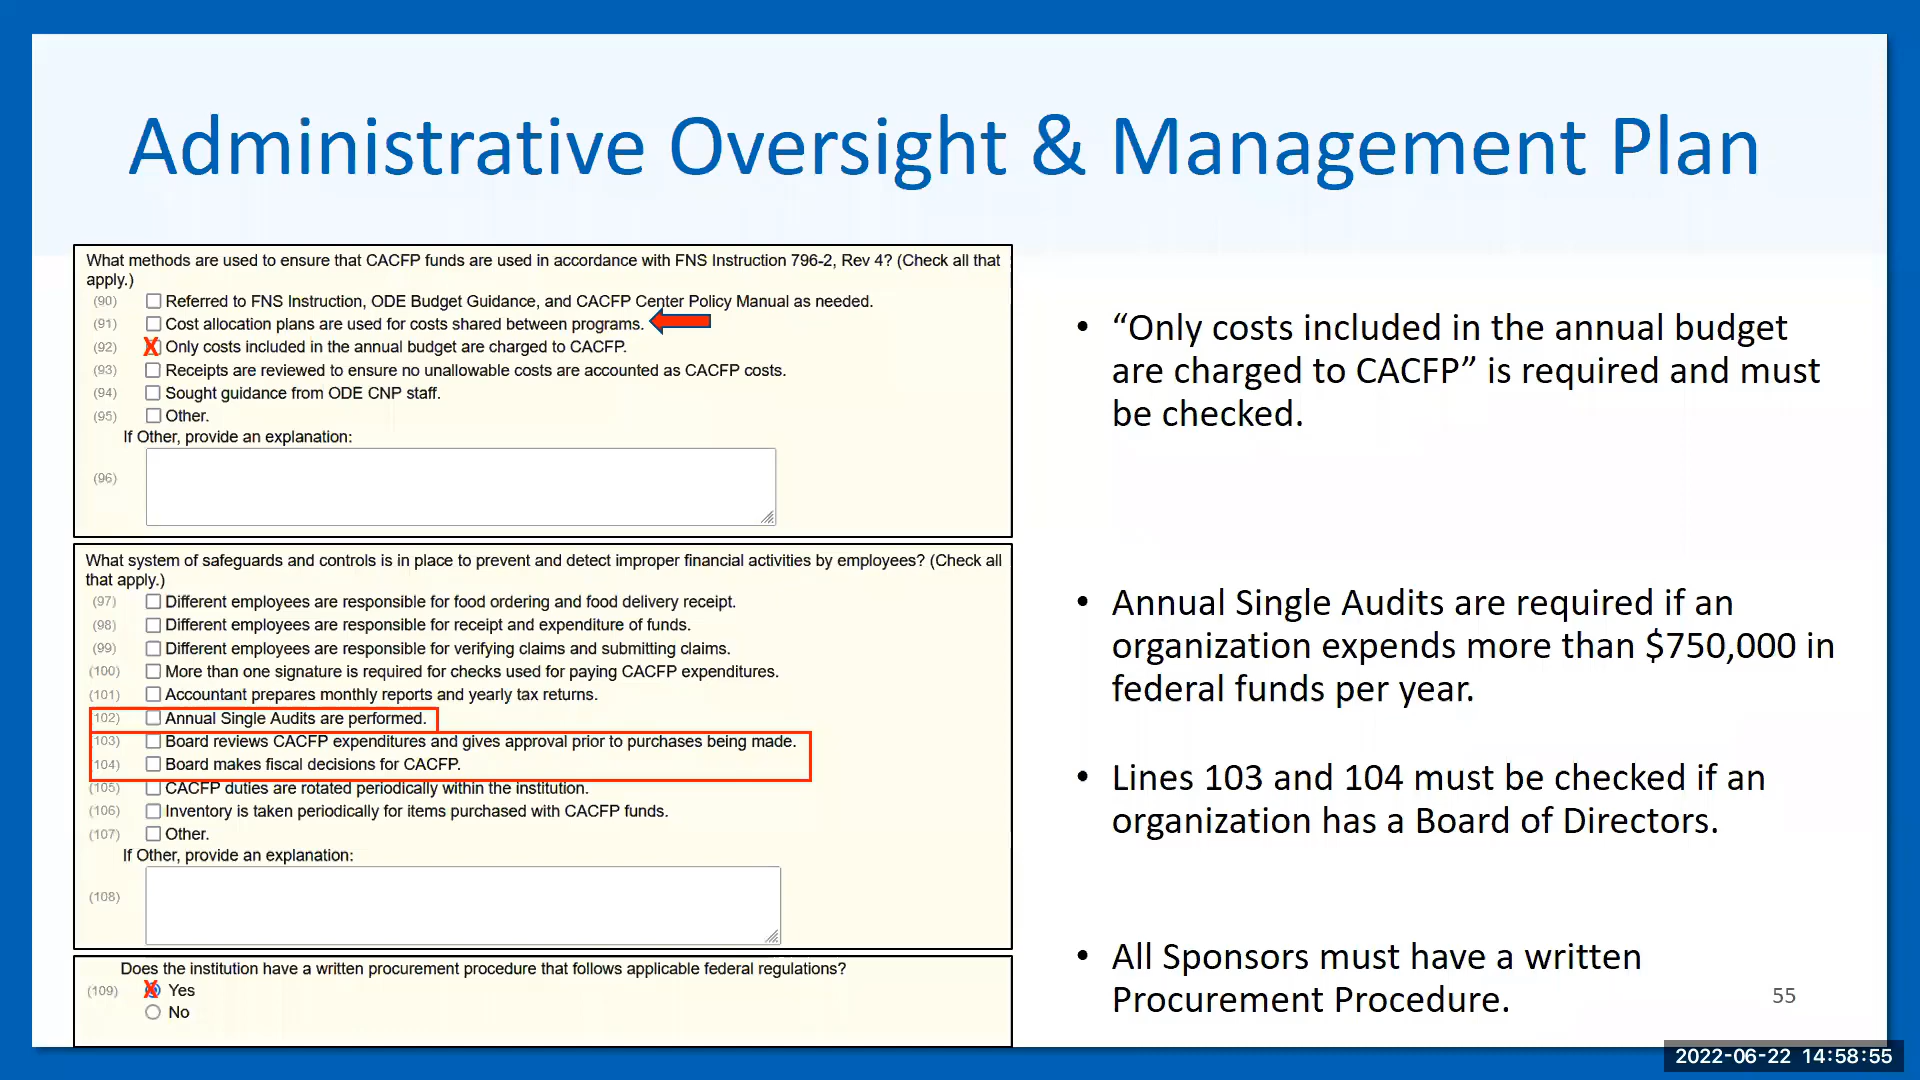 Administrative Oversight & Management Plan
What methods are used to ensure that CACFP funds are used in accordance with FNS Instruction 796-2, Rev 4? (Check all that
apply.)
(90) Referred to FNS Instruction, ODE Budget Guidance, and CACFP Center Policy Manual as needed.
(91) Cost allocation plans are used for costs shared between programs.
(92) X Only costs included in the annual budget are charged to CACFP.
(93) Receipts are reviewed to ensure no unallowable costs are accounted as CACFP costs.
(94) Sought guidance from ODE CNP staff.
(95) Other.
If Other, provide an explanation:
(96)
What system of safeguards and controls is in place to prevent and detect improper financial activities by employees? (Check all
that apply.)
(97) Different employees are responsible for food ordering and food delivery receipt.
(98) Different employees are responsible for receipt and expenditure of funds.
(99) Different employees are responsible for verifying claims and submitting claims.
(100) More than one signature is required for checks used for paying CACFP expenditures.
(101) Accountant prepares monthly reports and yearly tax returns.
102) Annual Single Audits are performed.
103) Board reviews CACFP expenditures and gives approval prior to purchases being made.
104) Board makes fiscal decisions for CACFP.
(105) CACFP duties are rotated periodically within the institution.
(106) Inventory is taken periodically for items purchased with CACFP funds.
(107) Other.
If Other, provide an explanation:
(108)
Does the institution have a written procurement procedure that follows applicable federal regulations?
(109) X Yes
No
• “Only costs included in the annual budget
are charged to CACFP” is required and must
be checked.
• Annual Single Audits are required if an
organization expends more than $750,000 in
federal funds per year.
• Lines 103 and 104 must be checked if an
organization has a Board of Directors.
• All Sponsors must have a written
Procurement Procedure.
55
2022-06-22 14:58:55